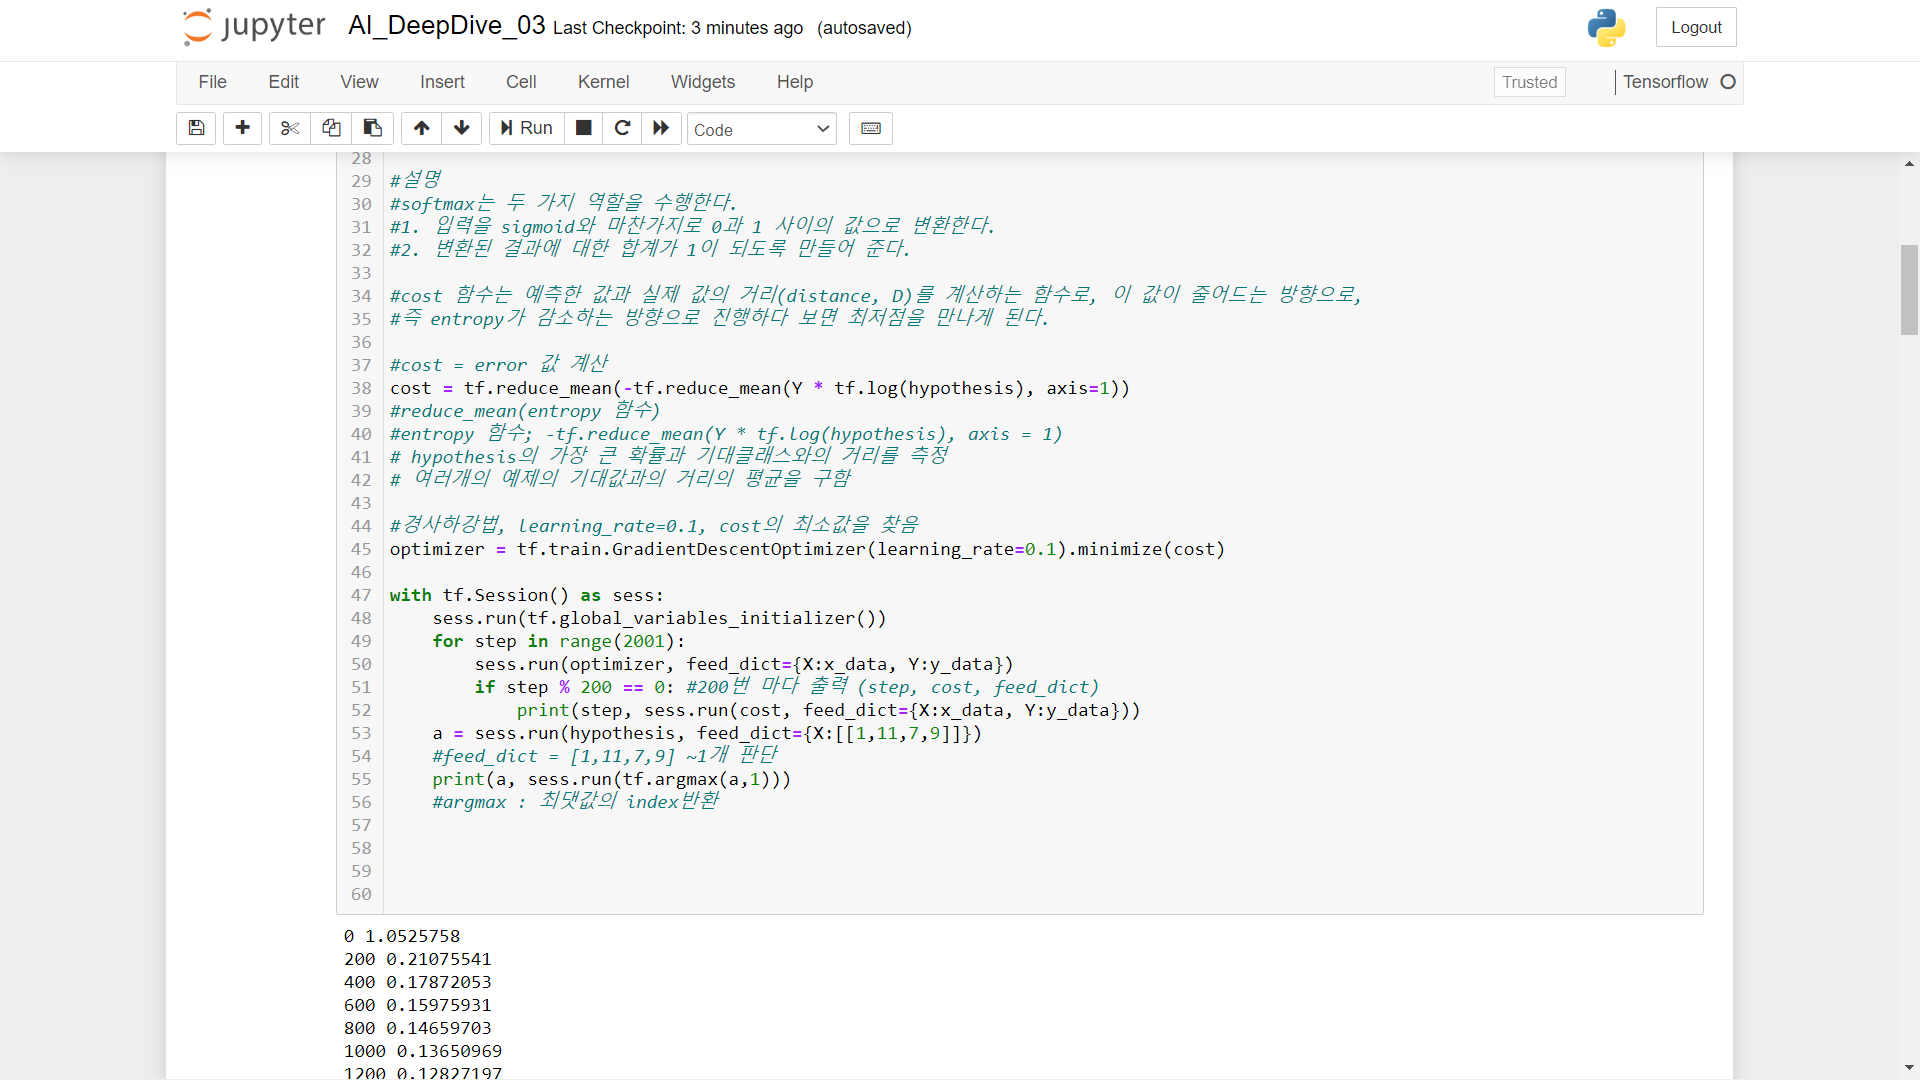 jupyter AI_DeepDive_03 Last Checkpoint: 3 minutes ago (autosaved) Logout
File Edit View Insert Cell Kernel Widgets Help Trusted Tensorflow
Run Code
28
29 #설명
30 #softmax는 두 가지 역할을 수행한다.
31 #1. 입력을 sigmoid와 마찬가지로 0과 1 사이의 값으로 변환한다.
32 #2. 변환된 결과에 대한 합계가 1이 되도록 만들어 준다.
33
34 #cost 함수는 예측한 값과 실제 값의 거리(distance, D)를 계산하는 함수로, 이 값이 줄어드는 방향으로,
35 #즉 entropy가 감소하는 방향으로 진행하다 보면 최저점을 만나게 된다.
36
37 #cost = error 값 계산
38 cost = tf.reduce_mean(-tf.reduce_mean(Y * tf.log(hypothesis), axis=1))
39 #reduce_mean(entropy 함수)
40 #entropy 함수; -tf.reduce_mean(Y * tf.log(hypothesis), axis = 1)
41 # hypothesis의 가장 큰 확률과 기대클래스와의 거리를 측정
42 # 여러개의 예제의 기대값과의 거리의 평균을 구함
43
44 #경사하강법, learning_rate=0.1, cost의 최소값을 찾음
45 optimizer = tf.train.GradientDescentOptimizer(learning_rate=0.1).minimize(cost)
46
47 with tf.Session() as sess:
48 sess.run(tf.global_variables_initializer())
49 for step in range(2001):
50 sess.run(optimizer, feed_dict={X:x_data, Y:y_data})
51 if step % 200 == 0: #200번 마다 출력 (step, cost, feed_dict)
52 print(step, sess.run(cost, feed_dict={X:x_data, Y:y_data}))
53 a = sess.run(hypothesis, feed_dict={X:[[1,11,7,9]]})
54 #feed_dict = [1,11,7,9] ~1개 판단
55 print(a, sess.run(tf.argmax(a,1)))
56 #argmax : 최댓값의 index반환
57
58
59
60
0 1.0525758
200 0.21075541
400 0.17872053
600 0.15975931
800 0.14659703
1000 0.13650969
1200 0.12827197